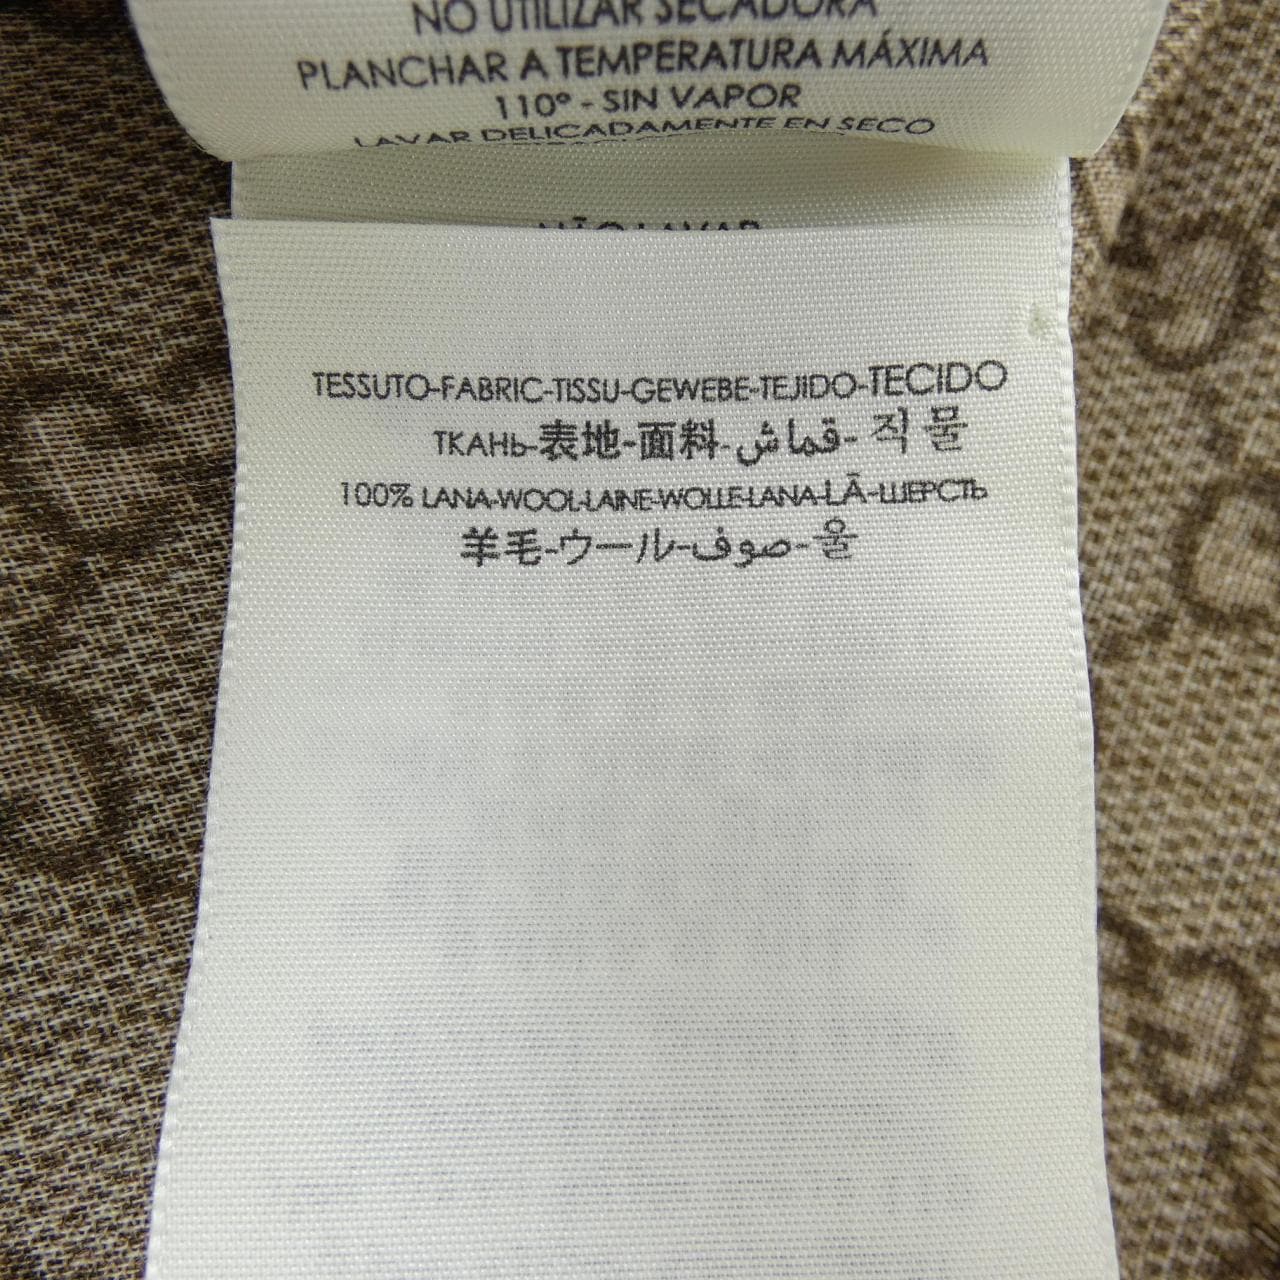 NO UTILIZAR SECADORA
PLANCHAR A TEMPERATURA MÁXIMA
110° - SIN VAPOR
LAVAR DELICADAMENTE EN SECO
NÃO LAVAR
TESSUTO-FABRIC-TISSU-GEWEBE-TEJIDO-TECIDO
ТКАНЬ-表地-面料-قماش-직물
100% LANA-WOOL-LAINE-WOLLE-LANA-LÃ-ШЕРСТЬ
羊毛-ウール-صوف-울